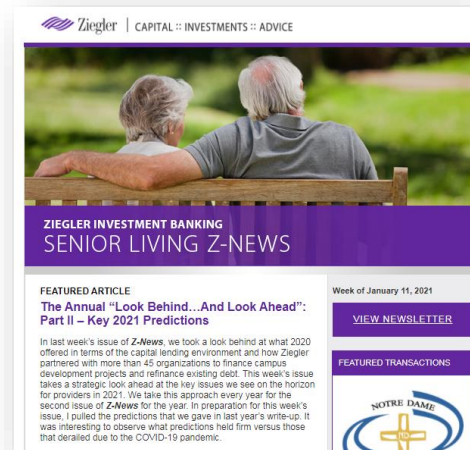 Ziegler | CAPITAL :: INVESTMENTS :: ADVICE
ZIEGLER INVESTMENT BANKING
SENIOR LIVING Z-NEWS
FEATURED ARTICLE
The Annual “Look Behind…And Look Ahead”:
Part II – Key 2021 Predictions
In last week's issue of Z-News, we took a look behind at what 2020
offered in terms of the capital lending environment and how Ziegler
partnered with more than 45 organizations to finance campus
development projects and refinance existing debt. This week's issue
takes a strategic look ahead at the key issues we see on the horizon
for providers in 2021. We take this approach every year for the
second issue of Z-News for the year. In preparation for this week's
issue, I pulled the predictions that we gave in last year's write-up. It
was interesting to observe what predictions held firm versus those
that derailed due to the COVID-19 pandemic.
Week of January 11, 2021
VIEW NEWSLETTER
FEATURED TRANSACTIONS
NOTRE DAME
ND